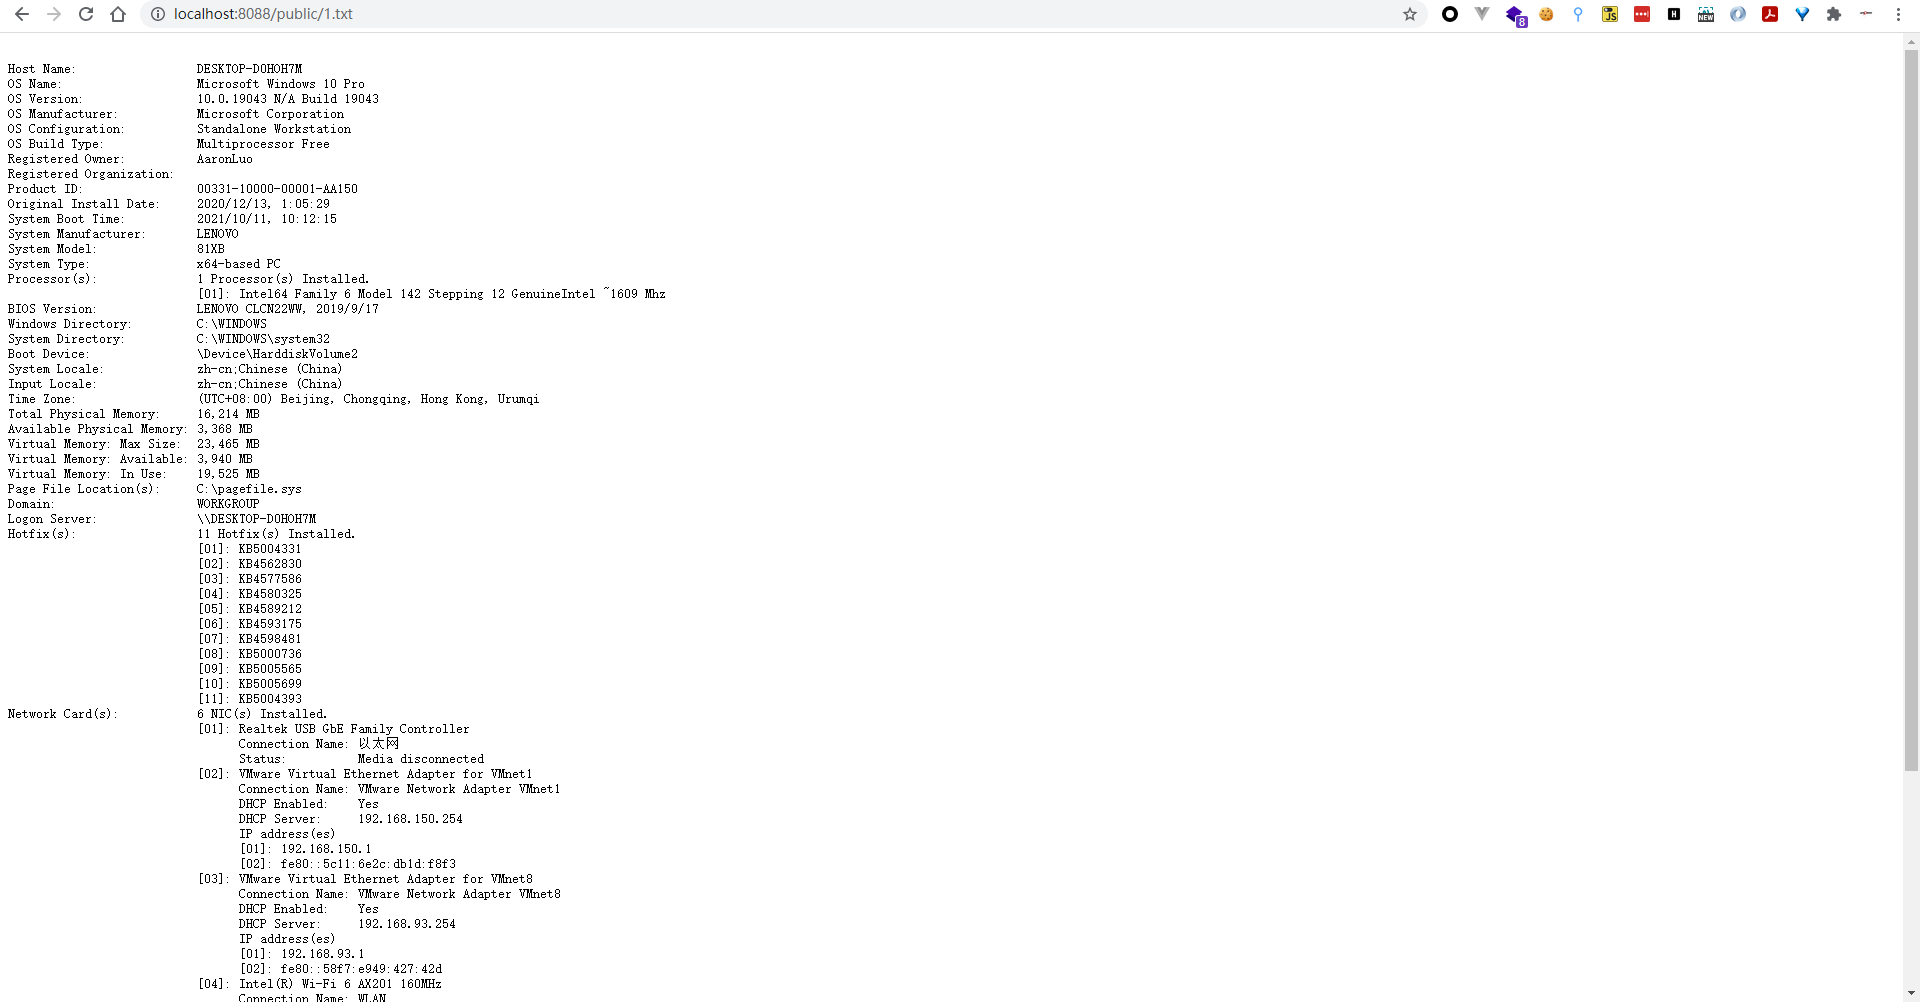 localhost:8088/public/1.txt
8
JS
H
NEW
Host Name: DESKTOP-D0HOH7M
OS Name: Microsoft Windows 10 Pro
OS Version: 10.0.19043 N/A Build 19043
OS Manufacturer: Microsoft Corporation
OS Configuration: Standalone Workstation
OS Build Type: Multiprocessor Free
Registered Owner: AaronLuo
Registered Organization:
Product ID: 00331-10000-00001-AA150
Original Install Date: 2020/12/13, 1:05:29
System Boot Time: 2021/10/11, 10:12:15
System Manufacturer: LENOVO
System Model: 81XB
System Type: x64-based PC
Processor(s): 1 Processor(s) Installed.
[01]: Intel64 Family 6 Model 142 Stepping 12 GenuineIntel ~1609 Mhz
BIOS Version: LENOVO CLCN22WW, 2019/9/17
Windows Directory: C:\WINDOWS
System Directory: C:\WINDOWS\system32
Boot Device: \Device\HarddiskVolume2
System Locale: zh-cn;Chinese (China)
Input Locale: zh-cn;Chinese (China)
Time Zone: (UTC+08:00) Beijing, Chongqing, Hong Kong, Urumqi
Total Physical Memory: 16,214 MB
Available Physical Memory: 3,368 MB
Virtual Memory: Max Size: 23,465 MB
Virtual Memory: Available: 3,940 MB
Virtual Memory: In Use: 19,525 MB
Page File Location(s): C:\pagefile.sys
Domain: WORKGROUP
Logon Server: \\DESKTOP-D0HOH7M
Hotfix(s): 11 Hotfix(s) Installed.
[01]: KB5004331
[02]: KB4562830
[03]: KB4577586
[04]: KB4580325
[05]: KB4589212
[06]: KB4593175
[07]: KB4598481
[08]: KB5000736
[09]: KB5005565
[10]: KB5005699
[11]: KB5004393
Network Card(s): 6 NIC(s) Installed.
[01]: Realtek USB GbE Family Controller
Connection Name: 以太网
Status: Media disconnected
[02]: VMware Virtual Ethernet Adapter for VMnet1
Connection Name: VMware Network Adapter VMnet1
DHCP Enabled: Yes
DHCP Server: 192.168.150.254
IP address(es)
[01]: 192.168.150.1
[02]: fe80::5c11:6e2c:db1d:f8f3
[03]: VMware Virtual Ethernet Adapter for VMnet8
Connection Name: VMware Network Adapter VMnet8
DHCP Enabled: Yes
DHCP Server: 192.168.93.254
IP address(es)
[01]: 192.168.93.1
[02]: fe80::58f7:e949:427:42d
[04]: Intel(R) Wi-Fi 6 AX201 160MHz
Connection Name: WLAN